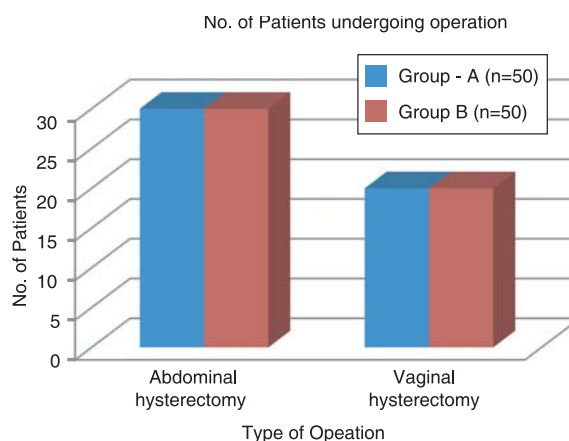 No. of Patients undergoing operation
Group - A (n=50)
Group B (n=50)
30
25
20
15
10
5
0
No. of Patients
Abdominal
hysterectomy
Vaginal
hysterectomy
Type of Opeation